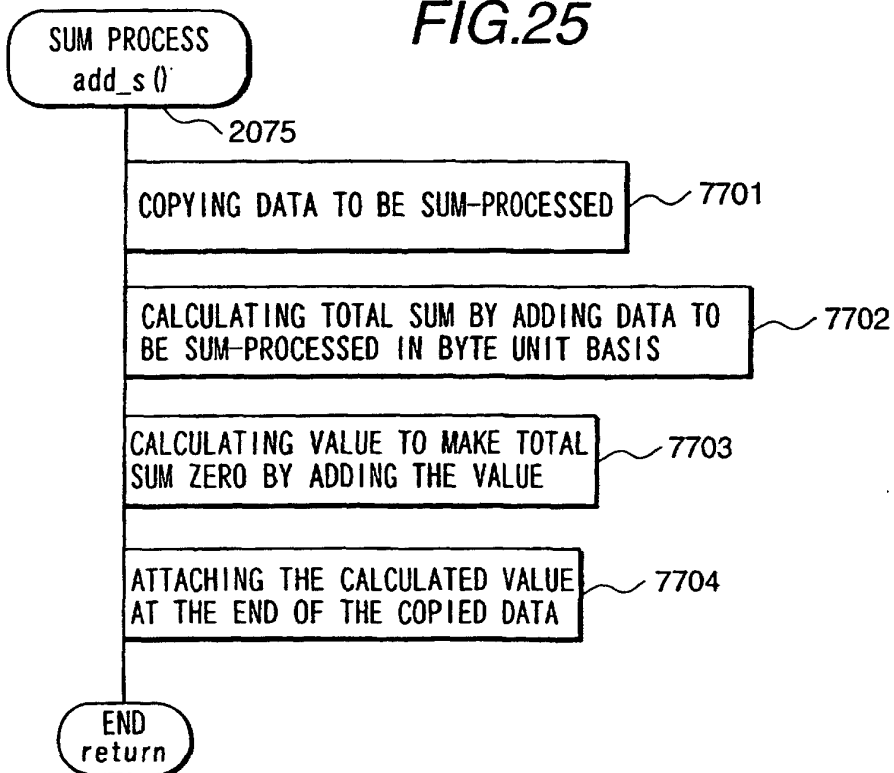 FIG.25
SUM PROCESS
add_s()
2075
COPYING DATA TO BE SUM-PROCESSED
7701
CALCULATING TOTAL SUM BY ADDING DATA TO
BE SUM-PROCESSED IN BYTE UNIT BASIS
7702
CALCULATING VALUE TO MAKE TOTAL
SUM ZERO BY ADDING THE VALUE
7703
ATTACHING THE CALCULATED VALUE
AT THE END OF THE COPIED DATA
7704
END
return